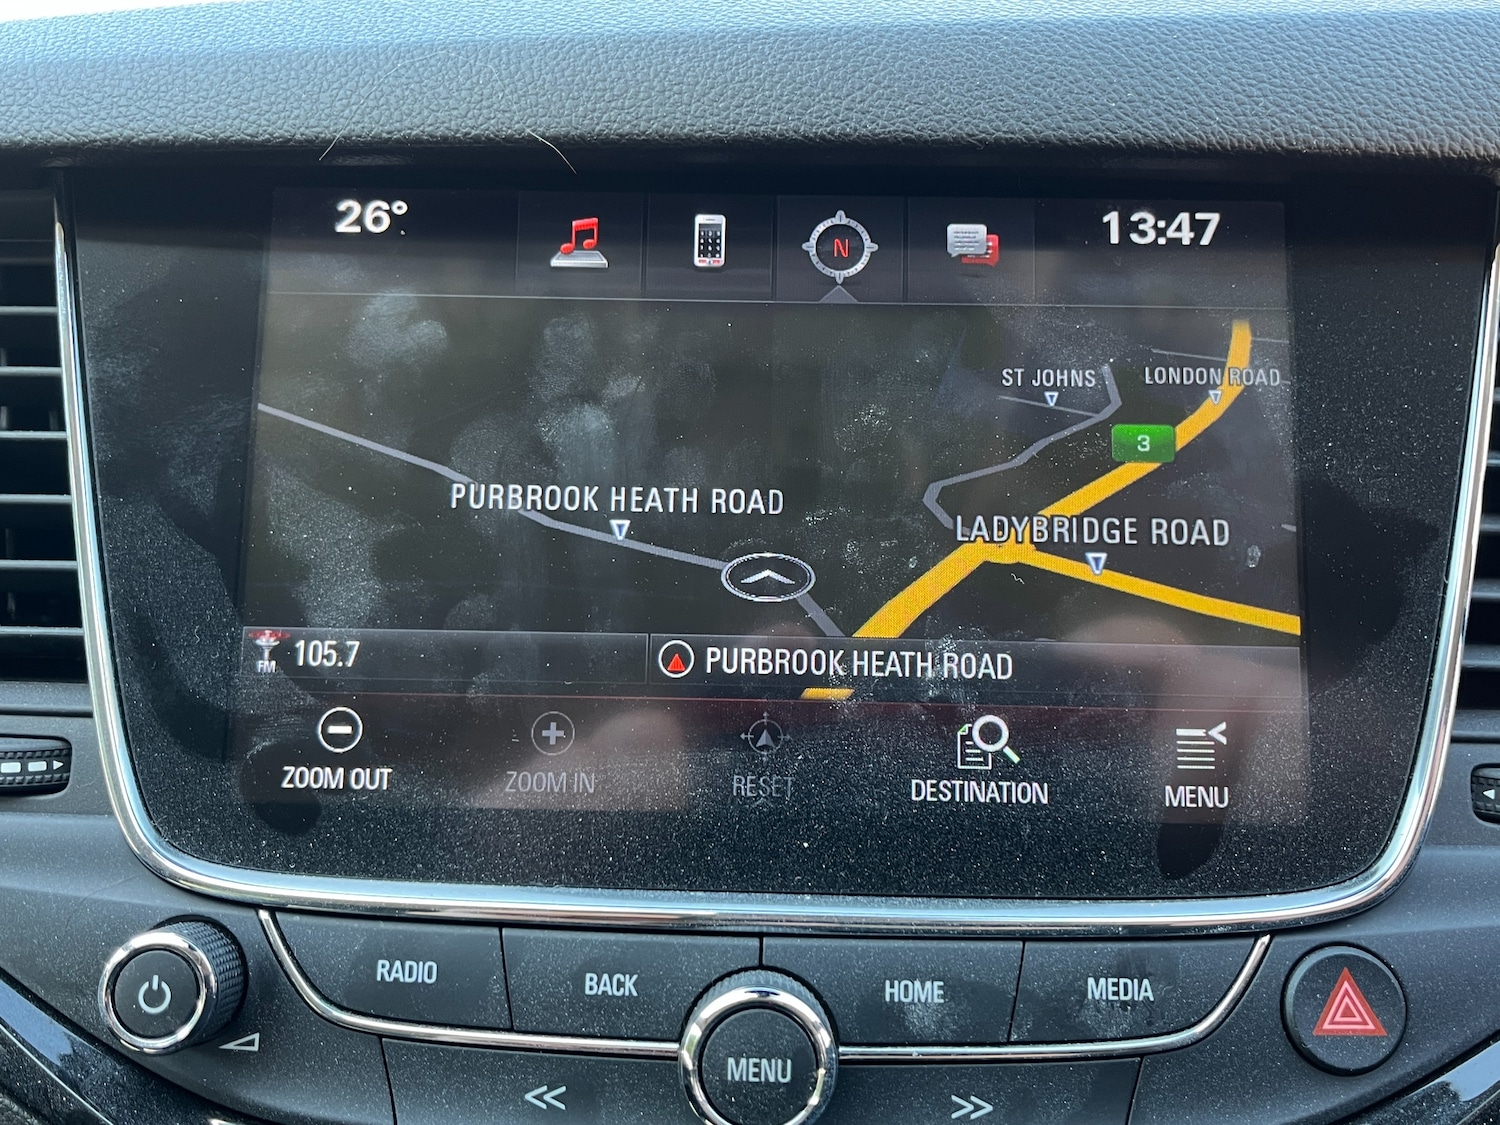 26°
N
13:47
ST JOHNS
LONDON ROAD
3
PURBROOK HEATH ROAD
LADYBRIDGE ROAD
FM 105.7
PURBROOK HEATH ROAD
ZOOM OUT
ZOOM IN
RESET
DESTINATION
MENU
RADIO
BACK
HOME
MEDIA
MENU